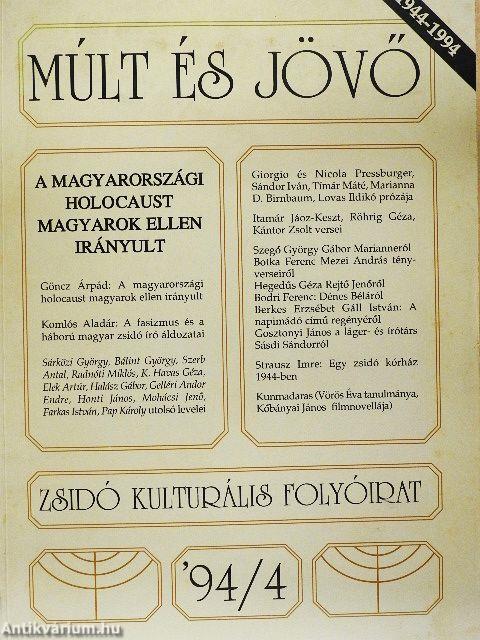 1944-1994
MÚLT ÉS JÖVŐ
A MAGYARORSZÁGI
HOLOCAUST
MAGYAROK ELLEN
IRÁNYULT
Göncz Árpád: A magyarországi
holocaust magyarok ellen irányult
Komlós Aladár: A fasizmus és a
háború magyar zsidó író áldozatai
Sárközi György, Bálint György, Szerb
Antal, Radnóti Miklós, K. Havas Géza,
Elek Artúr, Halász Gábor, Gelléri Andor
Endre, Honti János, Mohácsi Jenő,
Farkas István, Pap Károly utolsó levelei
Giorgio és Nicola Pressburger,
Sándor Iván, Tímár Máté, Marianna
D. Birnbaum, Lovas Ildikó prózája
Itamár Jáoz-Keszt, Röhrig Géza,
Kántor Zsolt versei
Szegő György Gábor Marianneról
Botka Ferenc Mezei András tény-
verseiről
Hegedűs Géza Rejtő Jenőről
Bodri Ferenc: Dénes Béláról
Berkes Erzsébet Gáll István: A
napimádó című regényéről
Gosztonyi János a láger- és írótárs
Sásdi Sándorról
Strausz Imre: Egy zsidó kórház
1944-ben
Kunmadaras (Vörös Éva tanulmánya,
Kőbányai János filmnovellája)
ZSIDÓ KULTURÁLIS FOLYÓIRAT
'94/4
Antikvárium.hu